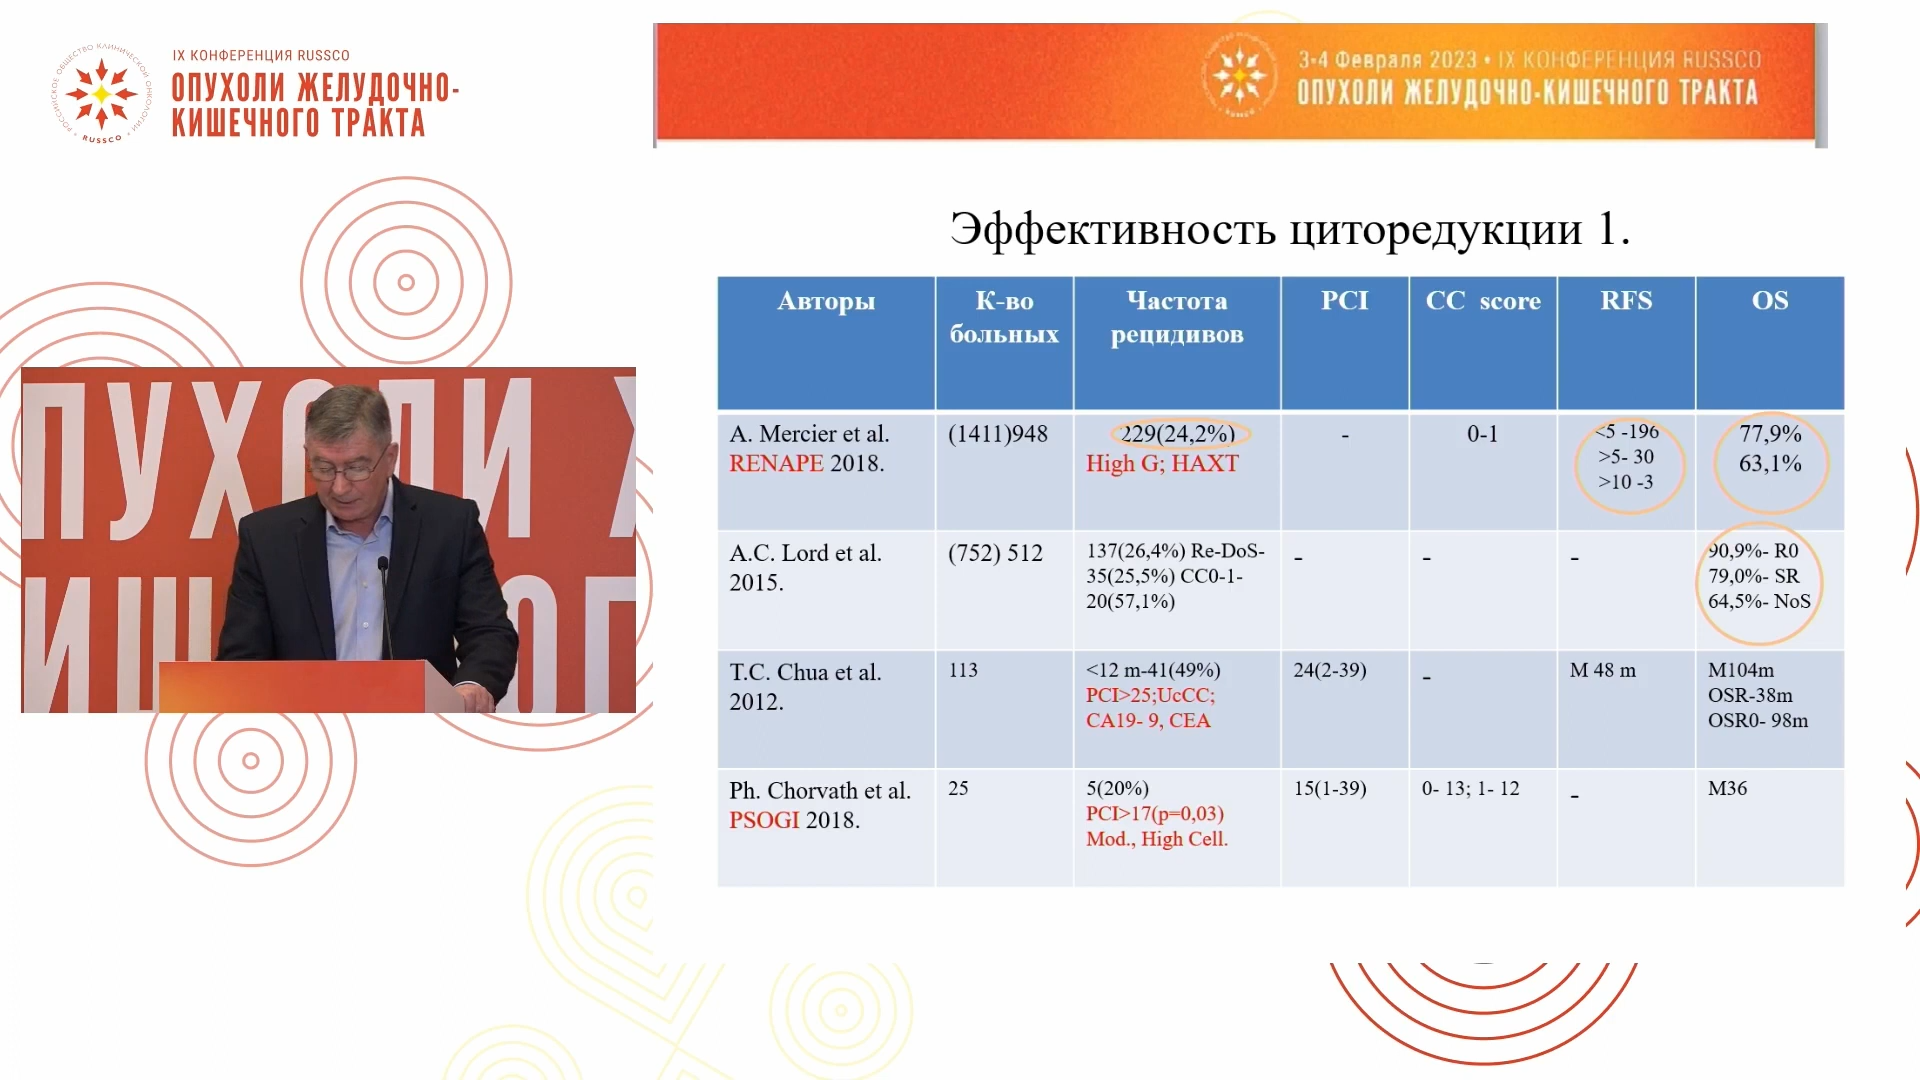 IX КОНФЕРЕНЦИЯ RUSSCO
ОПУХОЛИ ЖЕЛУДОЧНО-
КИШЕЧНОГО ТРАКТА
РОССИЙСКОЕ ОБЩЕСТВО КЛИНИЧЕСКОЙ ОНКОЛОГИИ • RUSSCO •
3-4 Февраля 2023 • IX КОНФЕРЕНЦИЯ RUSSCO
ОПУХОЛИ ЖЕЛУДОЧНО-КИШЕЧНОГО ТРАКТА
ПУХОЛИ Ж
Эффективность циторедукции 1.
Авторы
К-во
больных
Частота
рецидивов
PCI
CC score
RFS
OS
A. Mercier et al.
RENAPE 2018.
(1411)948
229(24,2%)
High G; HAXT
-
0-1
<5 -196
>5- 30
>10 -3
77,9%
63,1%
A.C. Lord et al.
2015.
(752) 512
137(26,4%) Re-DoS-
35(25,5%) CC0-1-
20(57,1%)
-
-
-
90,9%- R0
79,0%- SR
64,5%- NoS
T.C. Chua et al.
2012.
113
<12 m-41(49%)
PCI>25;UcCC;
CA19- 9, CEA
24(2-39)
-
M 48 m
M104m
OSR-38m
OSR0- 98m
Ph. Chorvath et al.
PSOGI 2018.
25
5(20%)
PCI>17(p=0,03)
Mod., High Cell.
15(1-39)
0- 13; 1- 12
-
M36